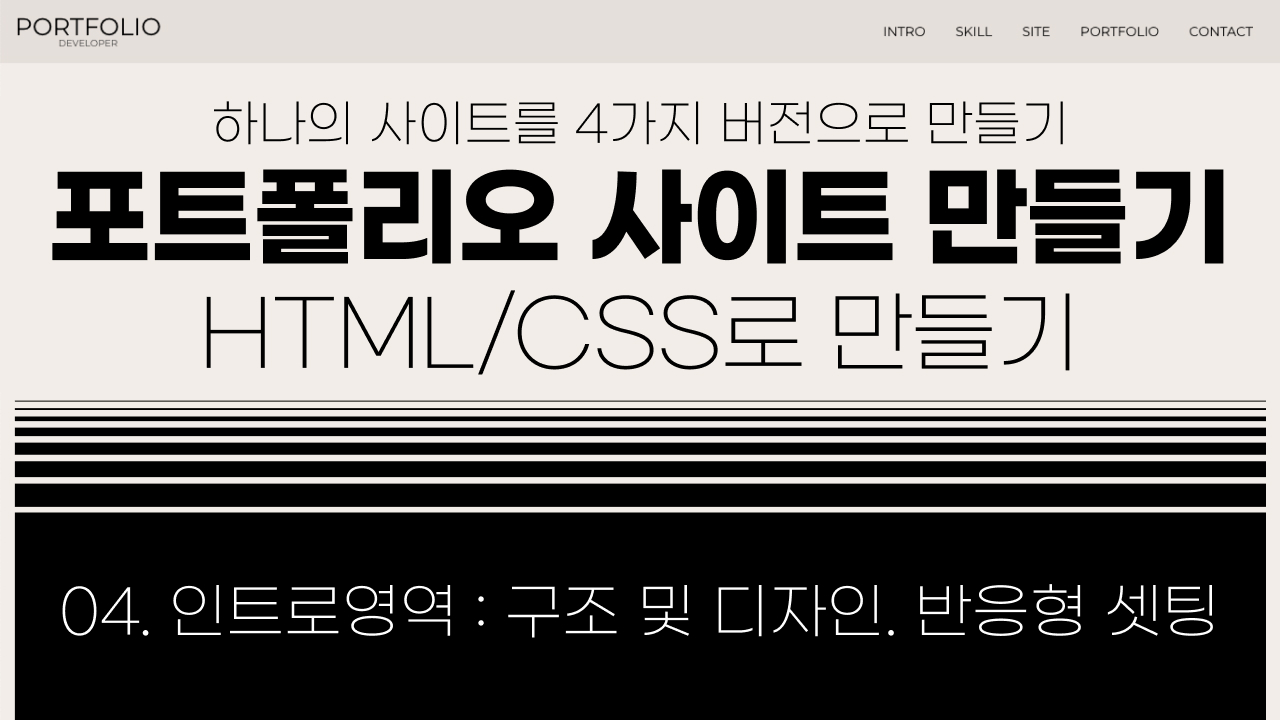 PORTFOLIO
DEVELOPER
INTRO SKILL SITE PORTFOLIO CONTACT
하나의 사이트를 4가지 버전으로 만들기
포트폴리오 사이트 만들기
HTML/CSS로 만들기
04. 인트로영역 : 구조 및 디자인. 반응형 셋팅